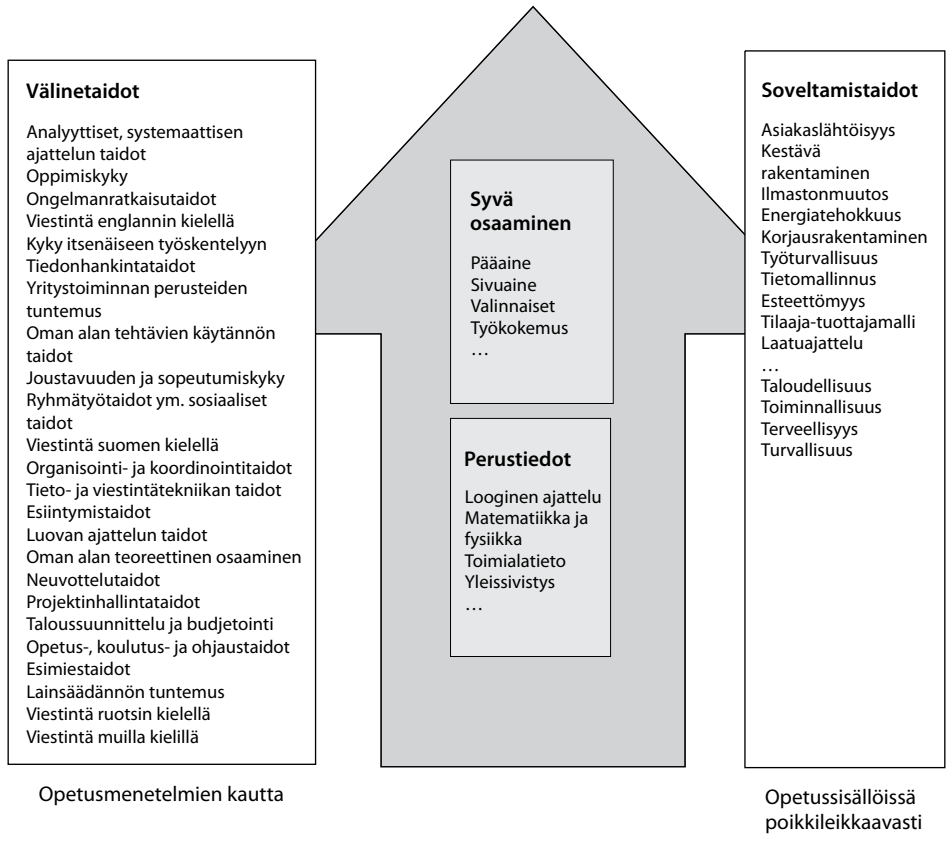 Välinetaidot
Analyyttiset, systemaattisen
ajattelun taidot
Oppimiskyky
Ongelmanratkaisutaidot
Viestintä englannin kielellä
Kyky itsenäiseen työskentelyyn
Tiedonhankintataidot
Yritystoiminnan perusteiden
tuntemus
Oman alan tehtävien käytännön
taidot
Joustavuuden ja sopeutumiskyky
Ryhmätyötaidot ym. sosiaaliset
taidot
Viestintä suomen kielellä
Organisointi- ja koordinointitaidot
Tieto- ja viestintätekniikan taidot
Esiintymistaidot
Luovan ajattelun taidot
Oman alan teoreettinen osaaminen
Neuvottelutaidot
Projektinhallintataidot
Taloussuunnittelu ja budjetointi
Opetus-, koulutus- ja ohjaustaidot
Esimiestaidot
Lainsäädännön tuntemus
Viestintä ruotsin kielellä
Viestintä muilla kielillä
Opetusmenetelmien kautta
Syvä
osaaminen
Pääaine
Sivuaine
Valinnaiset
Työkokemus
…
Perustiedot
Looginen ajattelu
Matematiikka ja
fysiikka
Toimialatieto
Yleissivistys
…
Soveltamistaidot
Asiakaslähtöisyys
Kestävä
rakentaminen
Ilmastonmuutos
Energiatehokkuus
Korjausrakentaminen
Työturvallisuus
Tietomallinnus
Esteettömyys
Tilaaja-tuottajamalli
Laatuajattelu
…
Taloudellisuus
Toiminnallisuus
Terveellisyys
Turvallisuus
Opetussisällöissä
poikkileikkaavasti